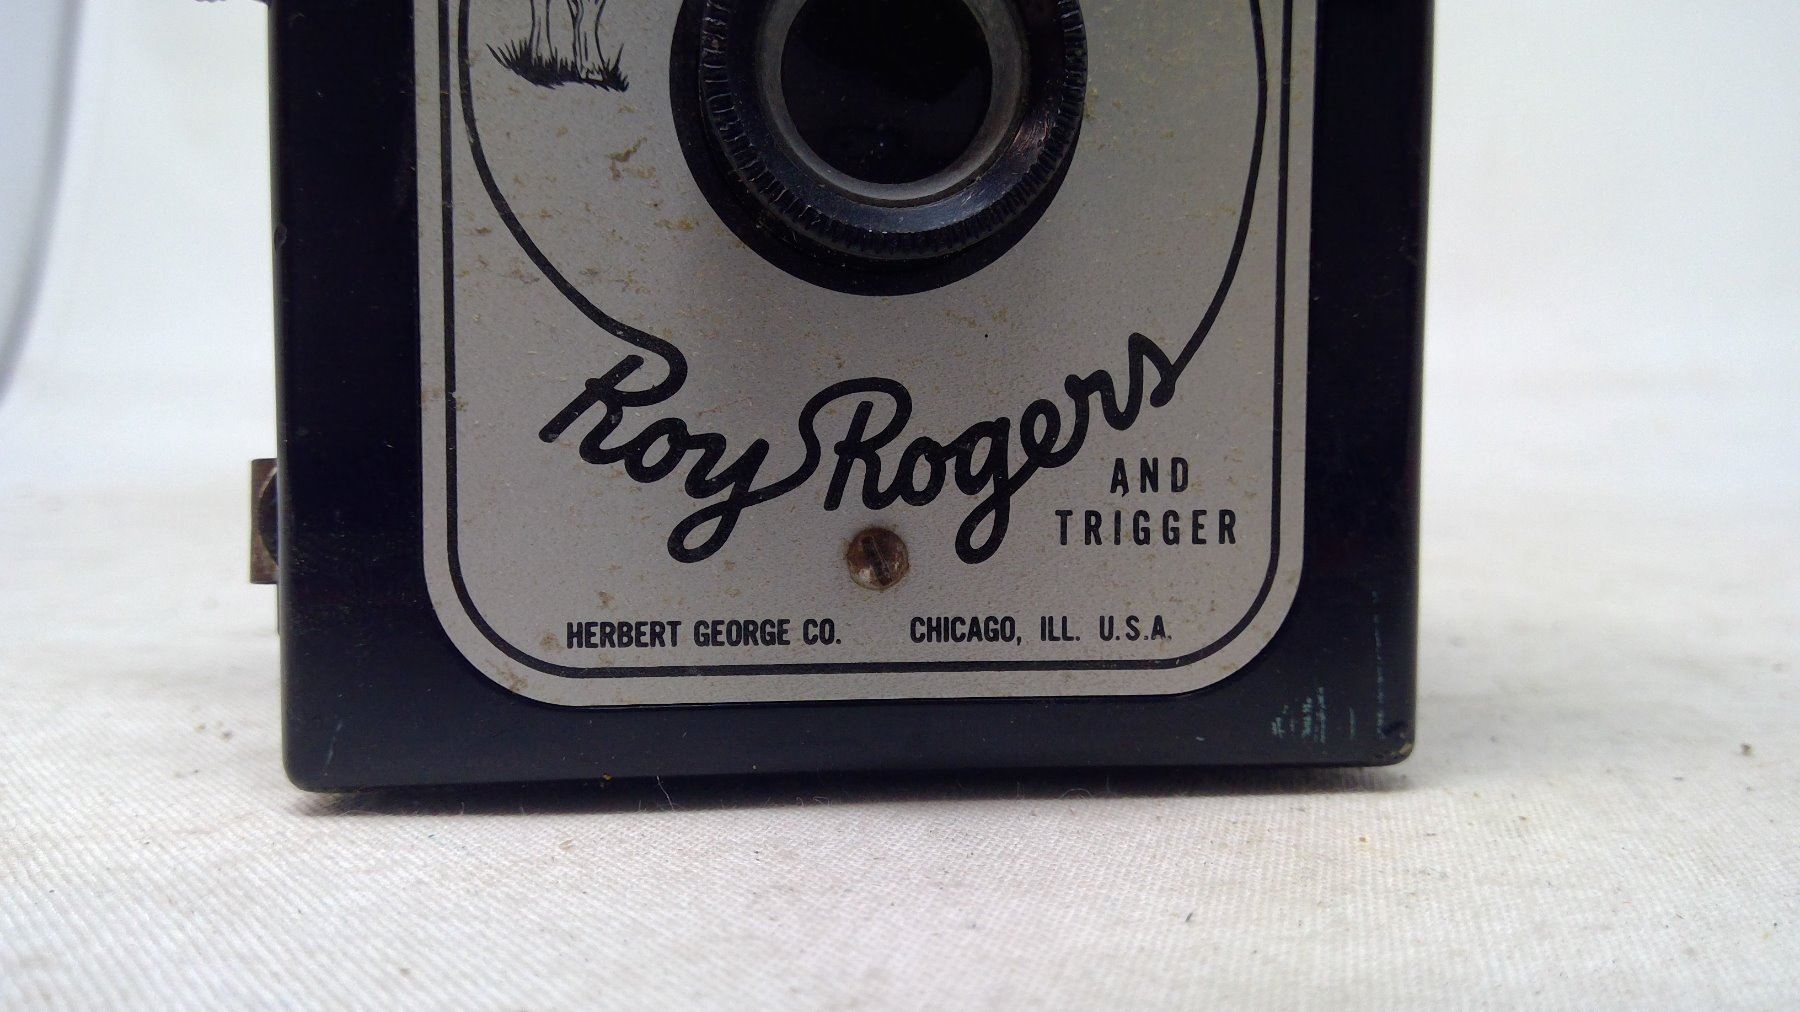 Roy Rogers
AND
TRIGGER
HERBERT GEORGE CO. CHICAGO, ILL. U.S.A.